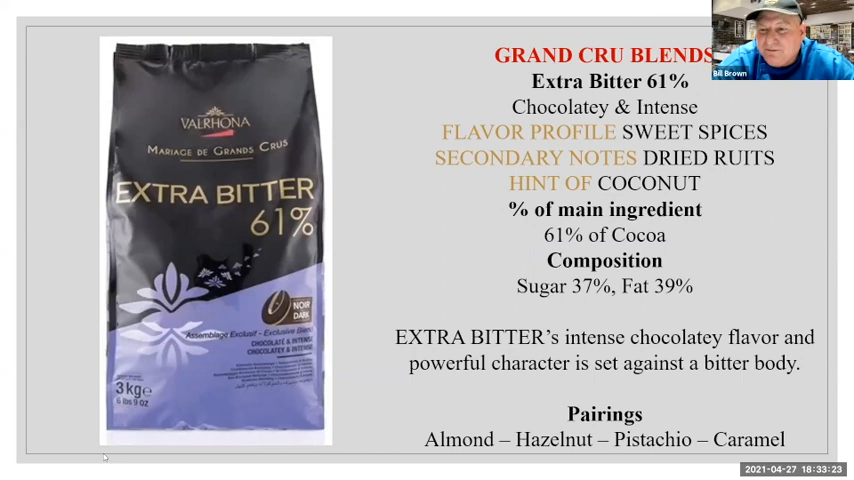 VALRHONA
MARIAGE DE GRANDS CRUS
EXTRA BITTER
61%
NOIR
DARK
Assemblage Exclusif - Exclusive Blend
CHOCOLATÉ & INTENSE
CHOCOLATEY & INTENSE
3 kg e
6 lbs 9 oz
GRAND CRU BLENDS
Extra Bitter 61%
Chocolatey & Intense
FLAVOR PROFILE SWEET SPICES
SECONDARY NOTES DRIED RUITS
HINT OF COCONUT
% of main ingredient
61% of Cocoa
Composition
Sugar 37%, Fat 39%
EXTRA BITTER’s intense chocolatey flavor and
powerful character is set against a bitter body.
Pairings
Almond – Hazelnut – Pistachio – Caramel
Bill Brown
2021-04-27 18:33:23